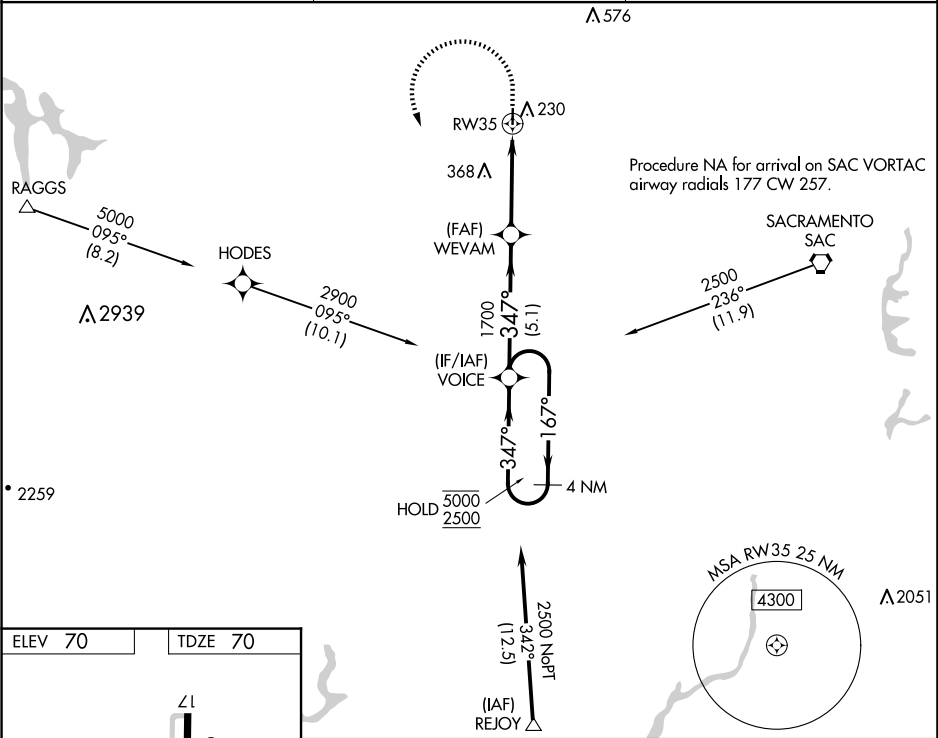 576
230
RW35
368
Procedure NA for arrival on SAC VORTAC
airway radials 177 CW 257.
RAGGS
5000
095°
(8.2)
HODES
(FAF)
WEVAM
SACRAMENTO
SAC
2500
236°
(11.9)
2939
2900
095°
(10.1)
1700
347°
(5.1)
(IF/IAF)
VOICE
347°
167°
2259
HOLD
5000
2500
4 NM
MSA RW35 25 NM
4300
2051
2500 NoPT
342°
(12.5)
ELEV 70
TDZE 70
17
(IAF)
REJOY